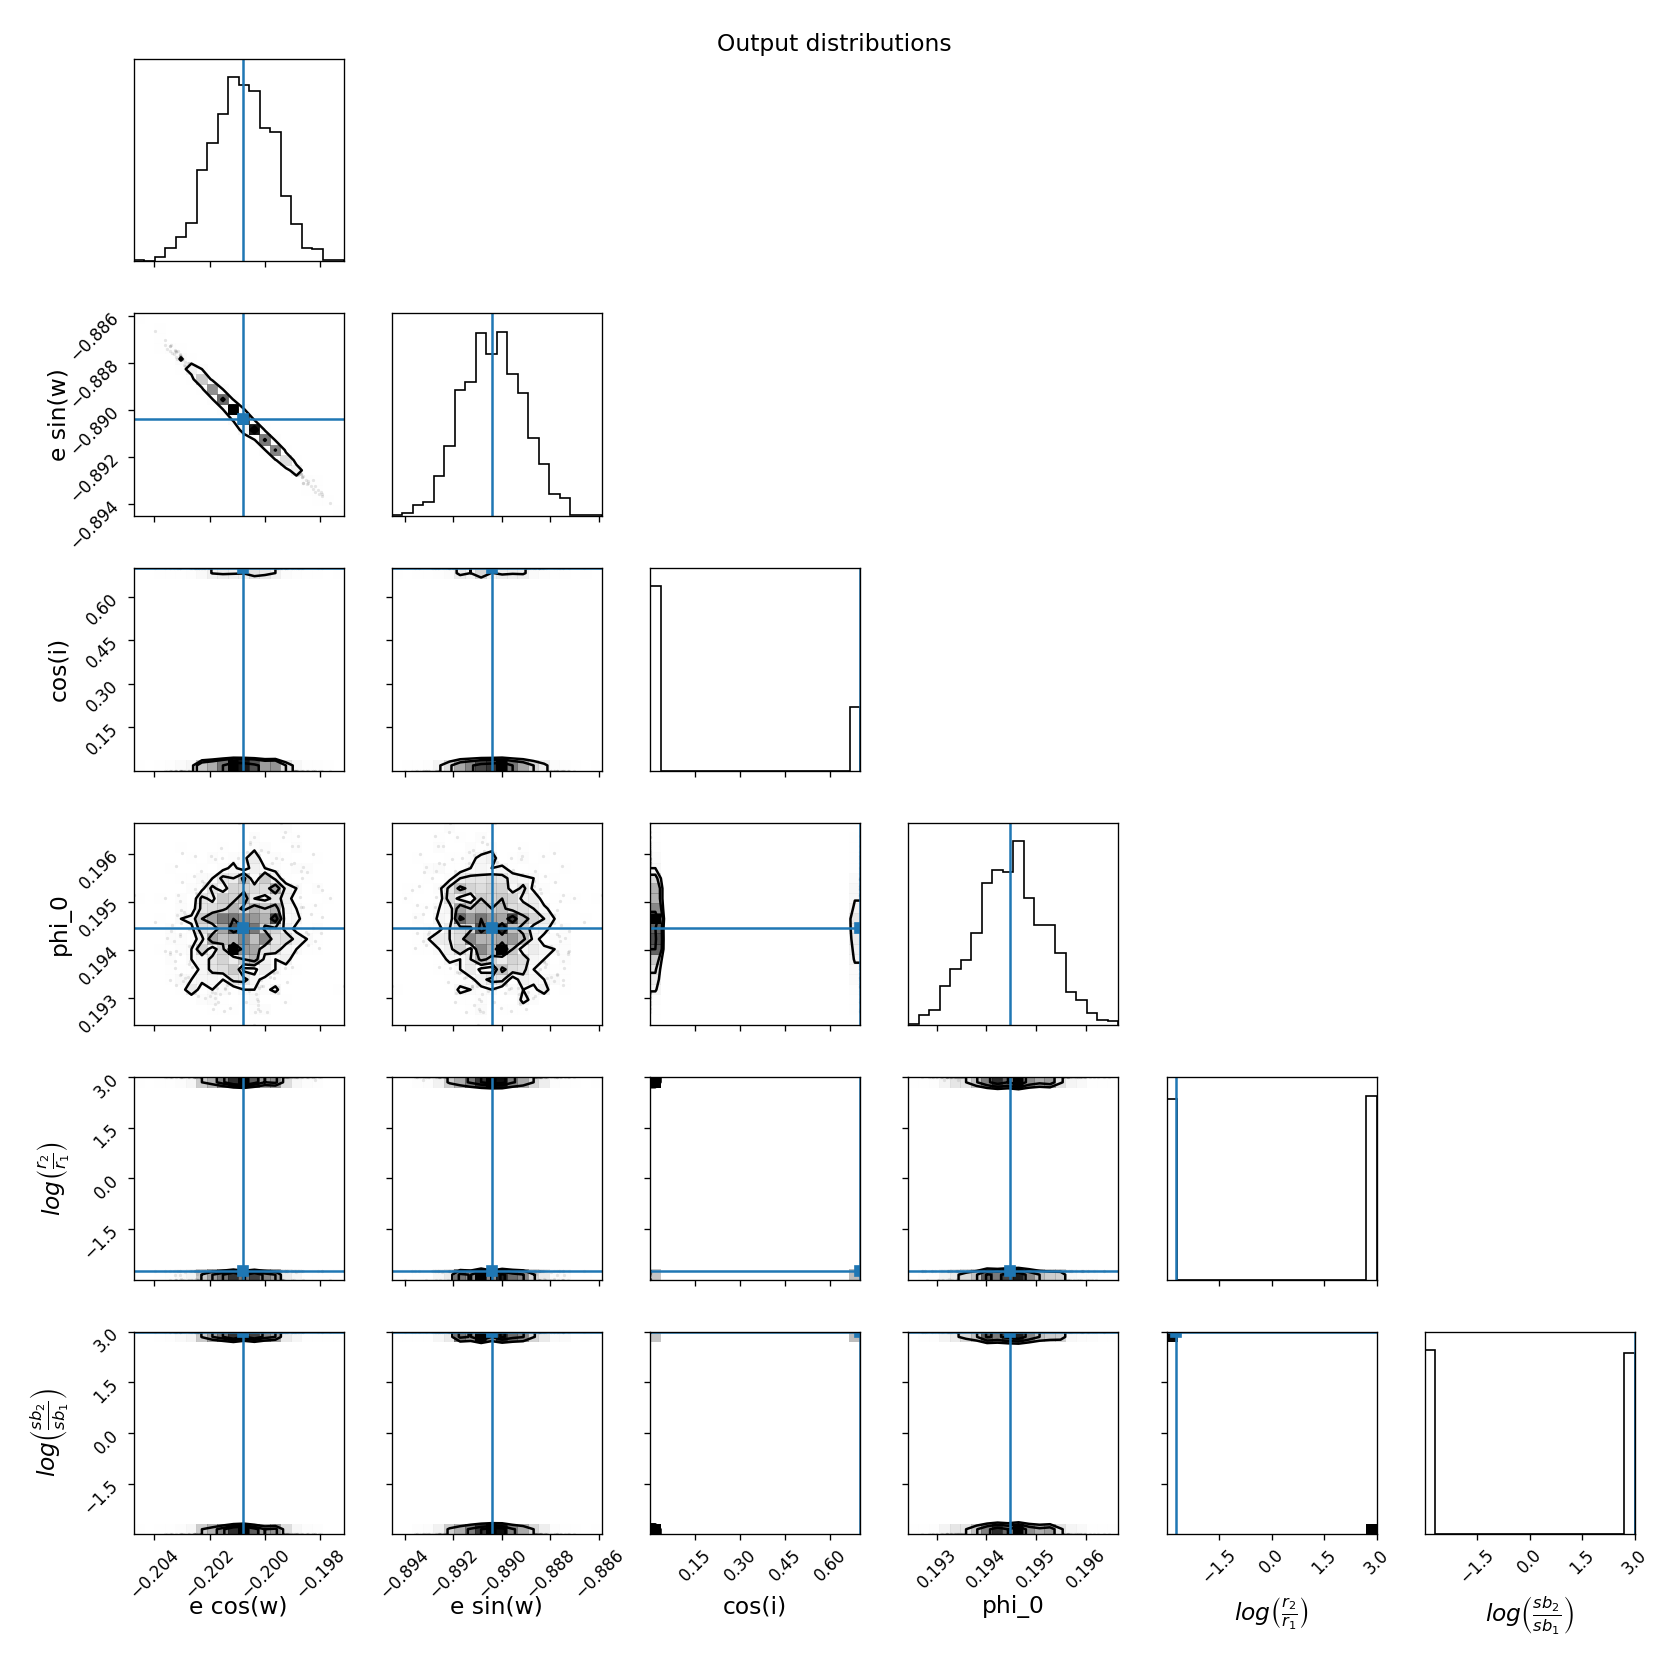 Output distributions
−0.886
−0.888
−0.890
−0.892
−0.894
e sin(w)
0.60
0.45
0.30
0.15
cos(i)
0.196
0.195
0.194
0.193
phi_0
3.0
1.5
0.0
−1.5
log(r₂/r₁)
3.0
1.5
0.0
−1.5
log(sb₂/sb₁)
−0.204 −0.202 −0.200 −0.198
e cos(w)
−0.894 −0.892 −0.890 −0.888 −0.886
e sin(w)
0.15 0.30 0.45 0.60
cos(i)
0.193 0.194 0.195 0.196
phi_0
−1.5 0.0 1.5 3.0
log(r₂/r₁)
−1.5 0.0 1.5 3.0
log(sb₂/sb₁)